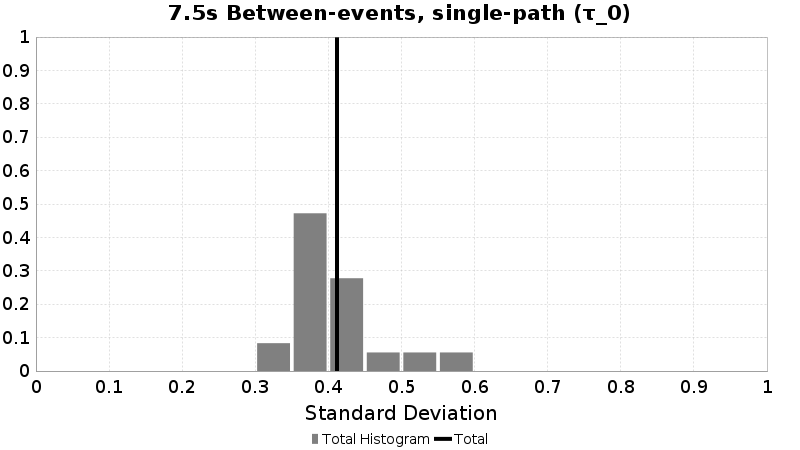 7.5s Between-events, single-path (τ_0)
1
0.9
0.8
0.7
0.6
0.5
0.4
0.3
0.2
0.1
0
0 0.1 0.2 0.3 0.4 0.5 0.6 0.7 0.8 0.9 1
Standard Deviation
Total Histogram Total